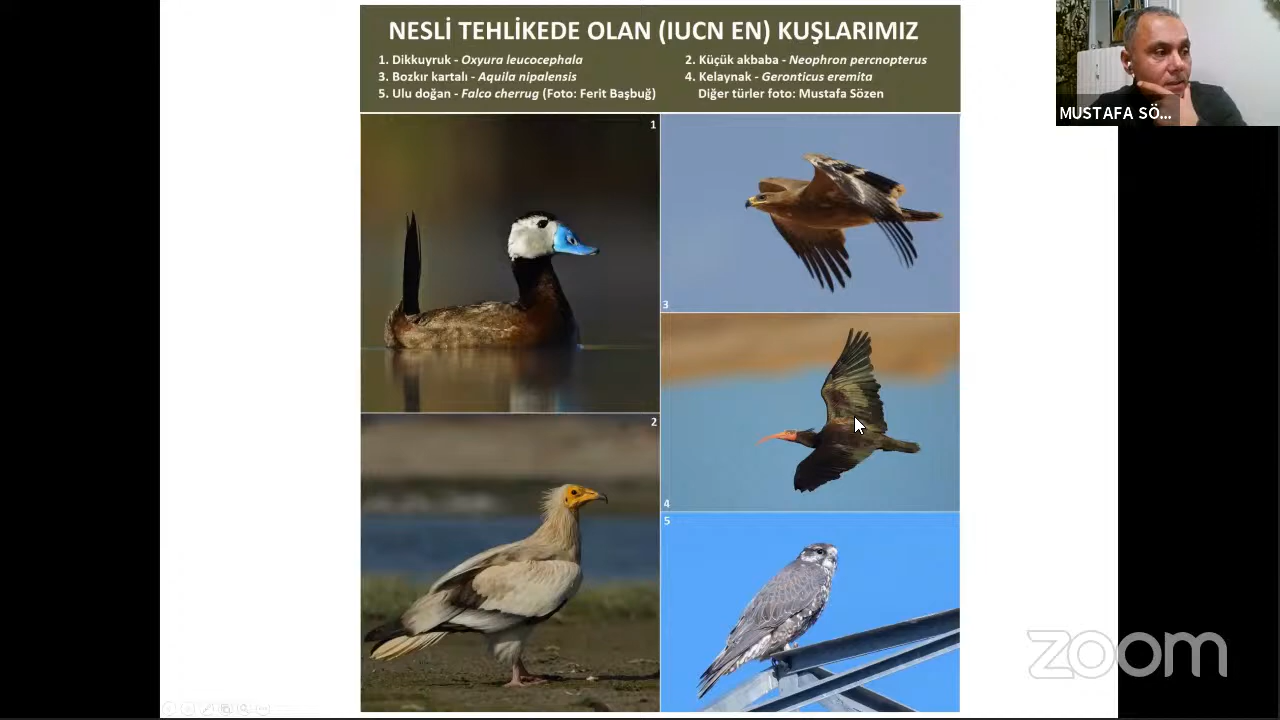 NESLİ TEHLİKEDE OLAN (IUCN EN) KUŞLARIMIZ
1. Dikkuyruk - Oxyura leucocephala
2. Küçük akbaba - Neophron percnopterus
3. Bozkır kartalı - Aquila nipalensis
4. Kelaynak - Geronticus eremita
5. Ulu doğan - Falco cherrug (Foto: Ferit Başbuğ)
Diğer türler foto: Mustafa Sözen
MUSTAFA SÖ...
1
3
2
4
5
zoom